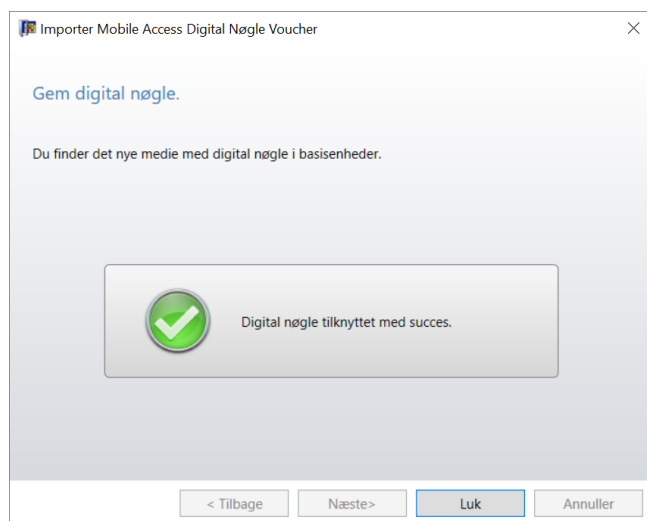 Importer Mobile Access Digital Nøgle Voucher
Gem digital nøgle.
Du finder det nye medie med digital nøgle i basisenheder.
Digital nøgle tilknyttet med succes.
< Tilbage
Næste>
Luk
Annuller